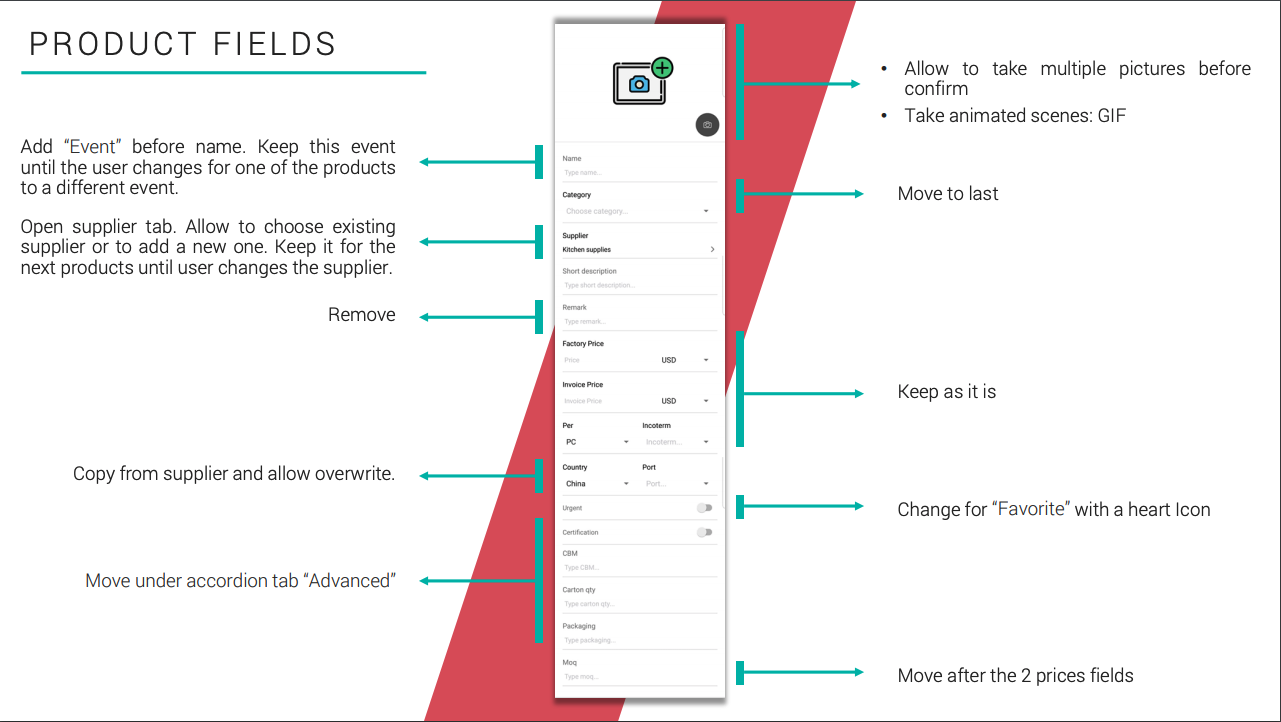 PRODUCT FIELDS
Add “Event” before name. Keep this event
until the user changes for one of the products
to a different event.
Open supplier tab. Allow to choose existing
supplier or to add a new one. Keep it for the
next products until user changes the supplier.
Remove
Copy from supplier and allow overwrite.
Move under accordion tab “Advanced”
Name
Type name...
Category
Choose category...
Supplier
Kitchen supplies
Short description
Type short description...
Remark
Type remark...
Factory Price
Price USD
Invoice Price
Invoice Price USD
Per Incoterm
PC Incoterm...
Country Port
China Port...
Urgent
Certification
CBM
Type CBM...
Carton qty
Type carton qty...
Packaging
Type packaging...
Moq
Type moq...
• Allow to take multiple pictures before
confirm
• Take animated scenes: GIF
Move to last
Keep as it is
Change for “Favorite” with a heart Icon
Move after the 2 prices fields